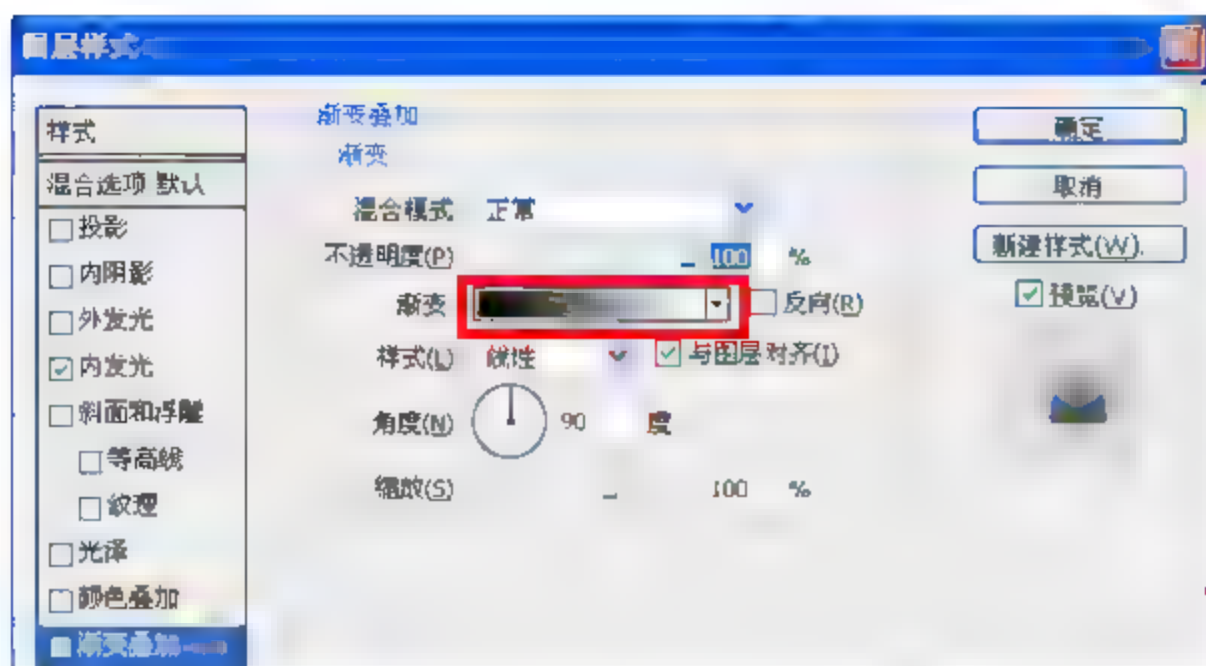 图层样式
样式
混合选项 默认
投影
内阴影
外发光
内发光
斜面和浮雕
等高线
纹理
光泽
颜色叠加
渐变叠加
渐变叠加
渐变
混合模式 正常
不透明度(P) 100 %
渐变 反向(R)
样式(L) 线性 与图层对齐(I)
角度(N) 90 度
缩放(S) 100 %
确定
取消
新建样式(W).
预览(V)